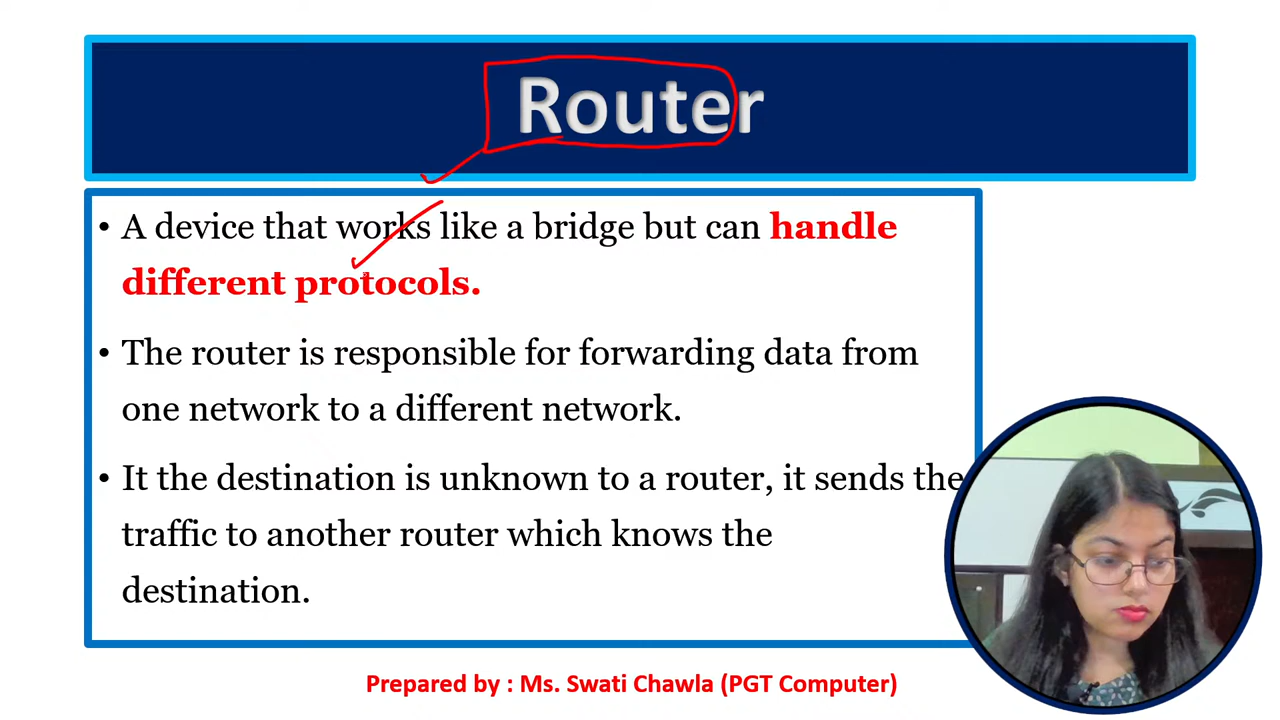 Router
• A device that works like a bridge but can handle
different protocols.
• The router is responsible for forwarding data from
one network to a different network.
• It the destination is unknown to a router, it sends the
traffic to another router which knows the
destination.
Prepared by : Ms. Swati Chawla (PGT Computer)